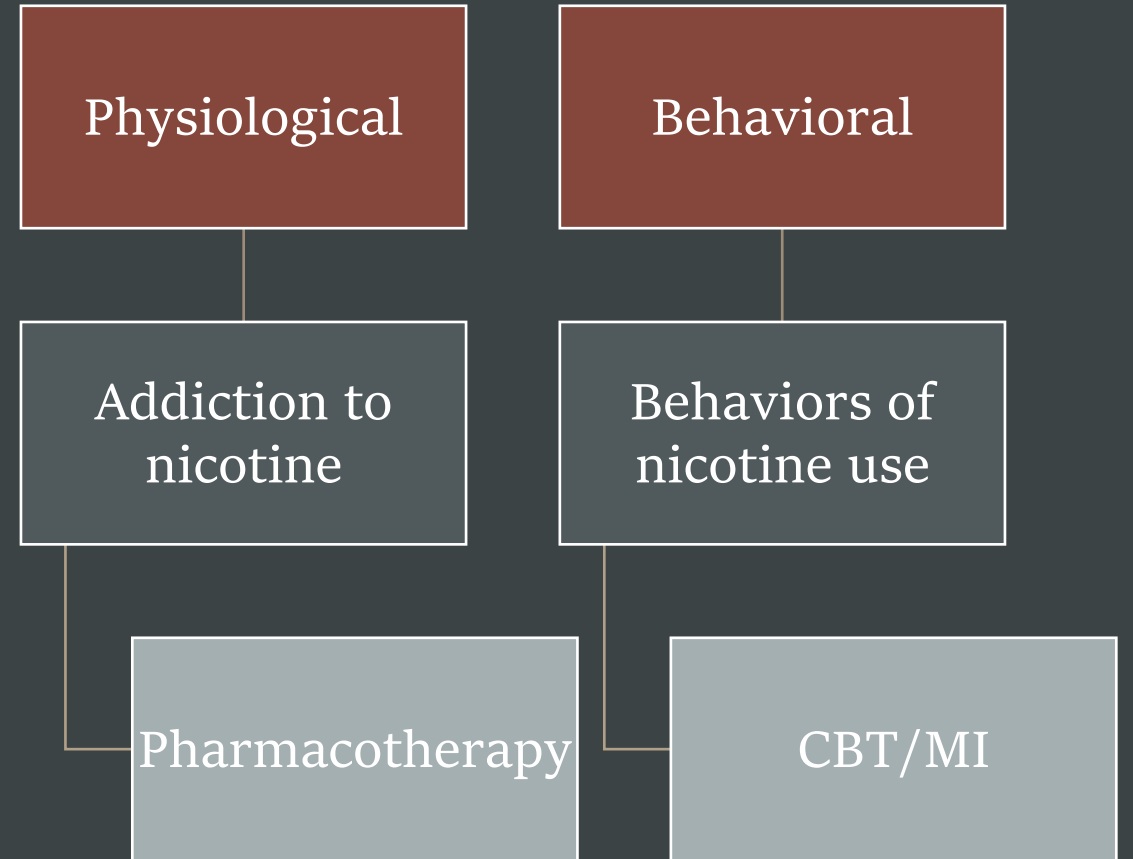 Physiological
Behavioral
Addiction to
nicotine
Behaviors of
nicotine use
Pharmacotherapy
CBT/MI